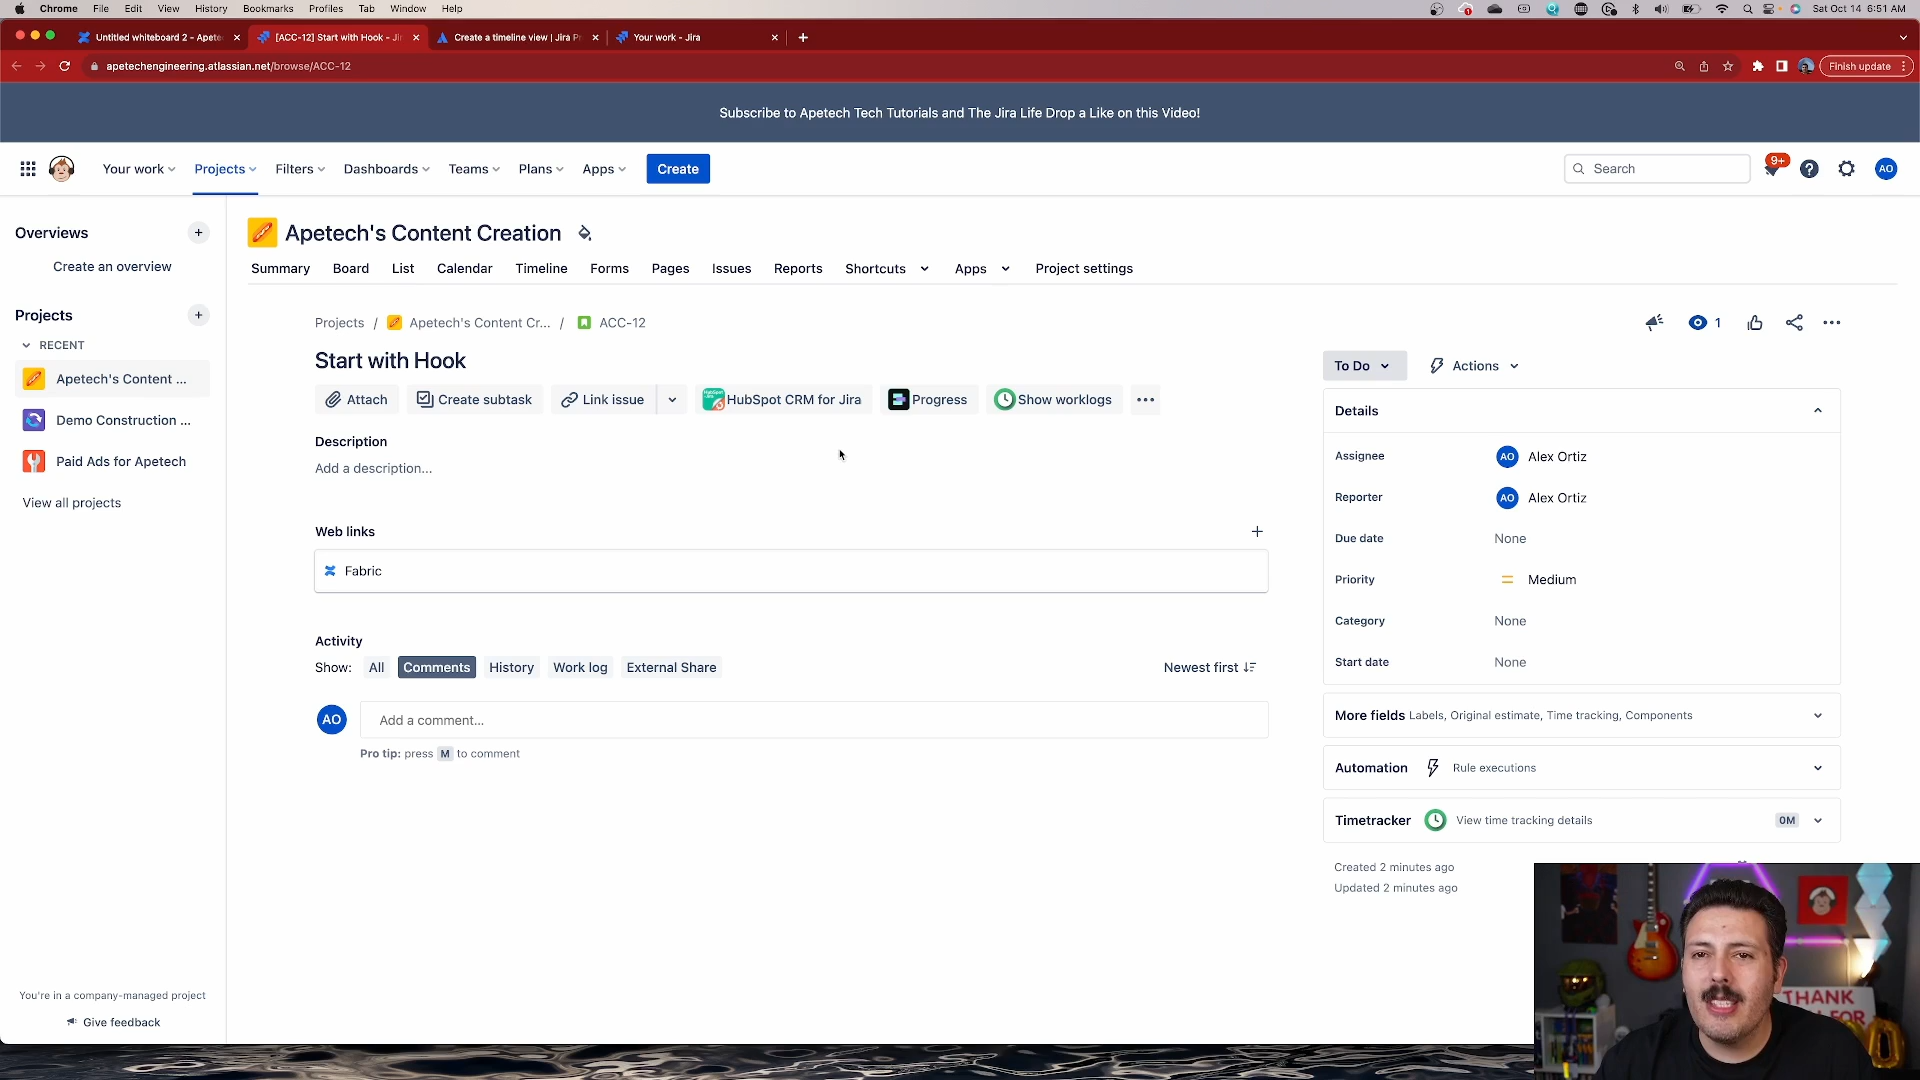 Chrome File Edit View History Bookmarks Profiles Tab Window Help
Sat Oct 14 6:51 AM
Untitled whiteboard 2 - Apete
[ACC-12] Start with Hook - Ji
Create a timeline view | Jira P
Your work - Jira
apetechengineering.atlassian.net/browse/ACC-12
Finish update
Subscribe to Apetech Tech Tutorials and The Jira Life Drop a Like on this Video!
Your work Projects Filters Dashboards Teams Plans Apps Create
Search
9+
AO
Overviews
Create an overview
Projects
RECENT
Apetech's Content ...
Demo Construction ...
Paid Ads for Apetech
View all projects
You're in a company-managed project
Give feedback
Apetech's Content Creation
Summary Board List Calendar Timeline Forms Pages Issues Reports Shortcuts Apps Project settings
Projects / Apetech's Content Cr... / ACC-12
1
Start with Hook
Attach Create subtask Link issue HubSpot CRM for Jira Progress Show worklogs
Description
Add a description...
Web links
Fabric
Activity
Show: All Comments History Work log External Share
Newest first
AO Add a comment...
Pro tip: press M to comment
To Do Actions
Details
Assignee AO Alex Ortiz
Reporter AO Alex Ortiz
Due date None
Priority Medium
Category None
Start date None
More fields Labels, Original estimate, Time tracking, Components
Automation Rule executions
Timetracker View time tracking details 0M
Created 2 minutes ago
Updated 2 minutes ago
THANK
FOR